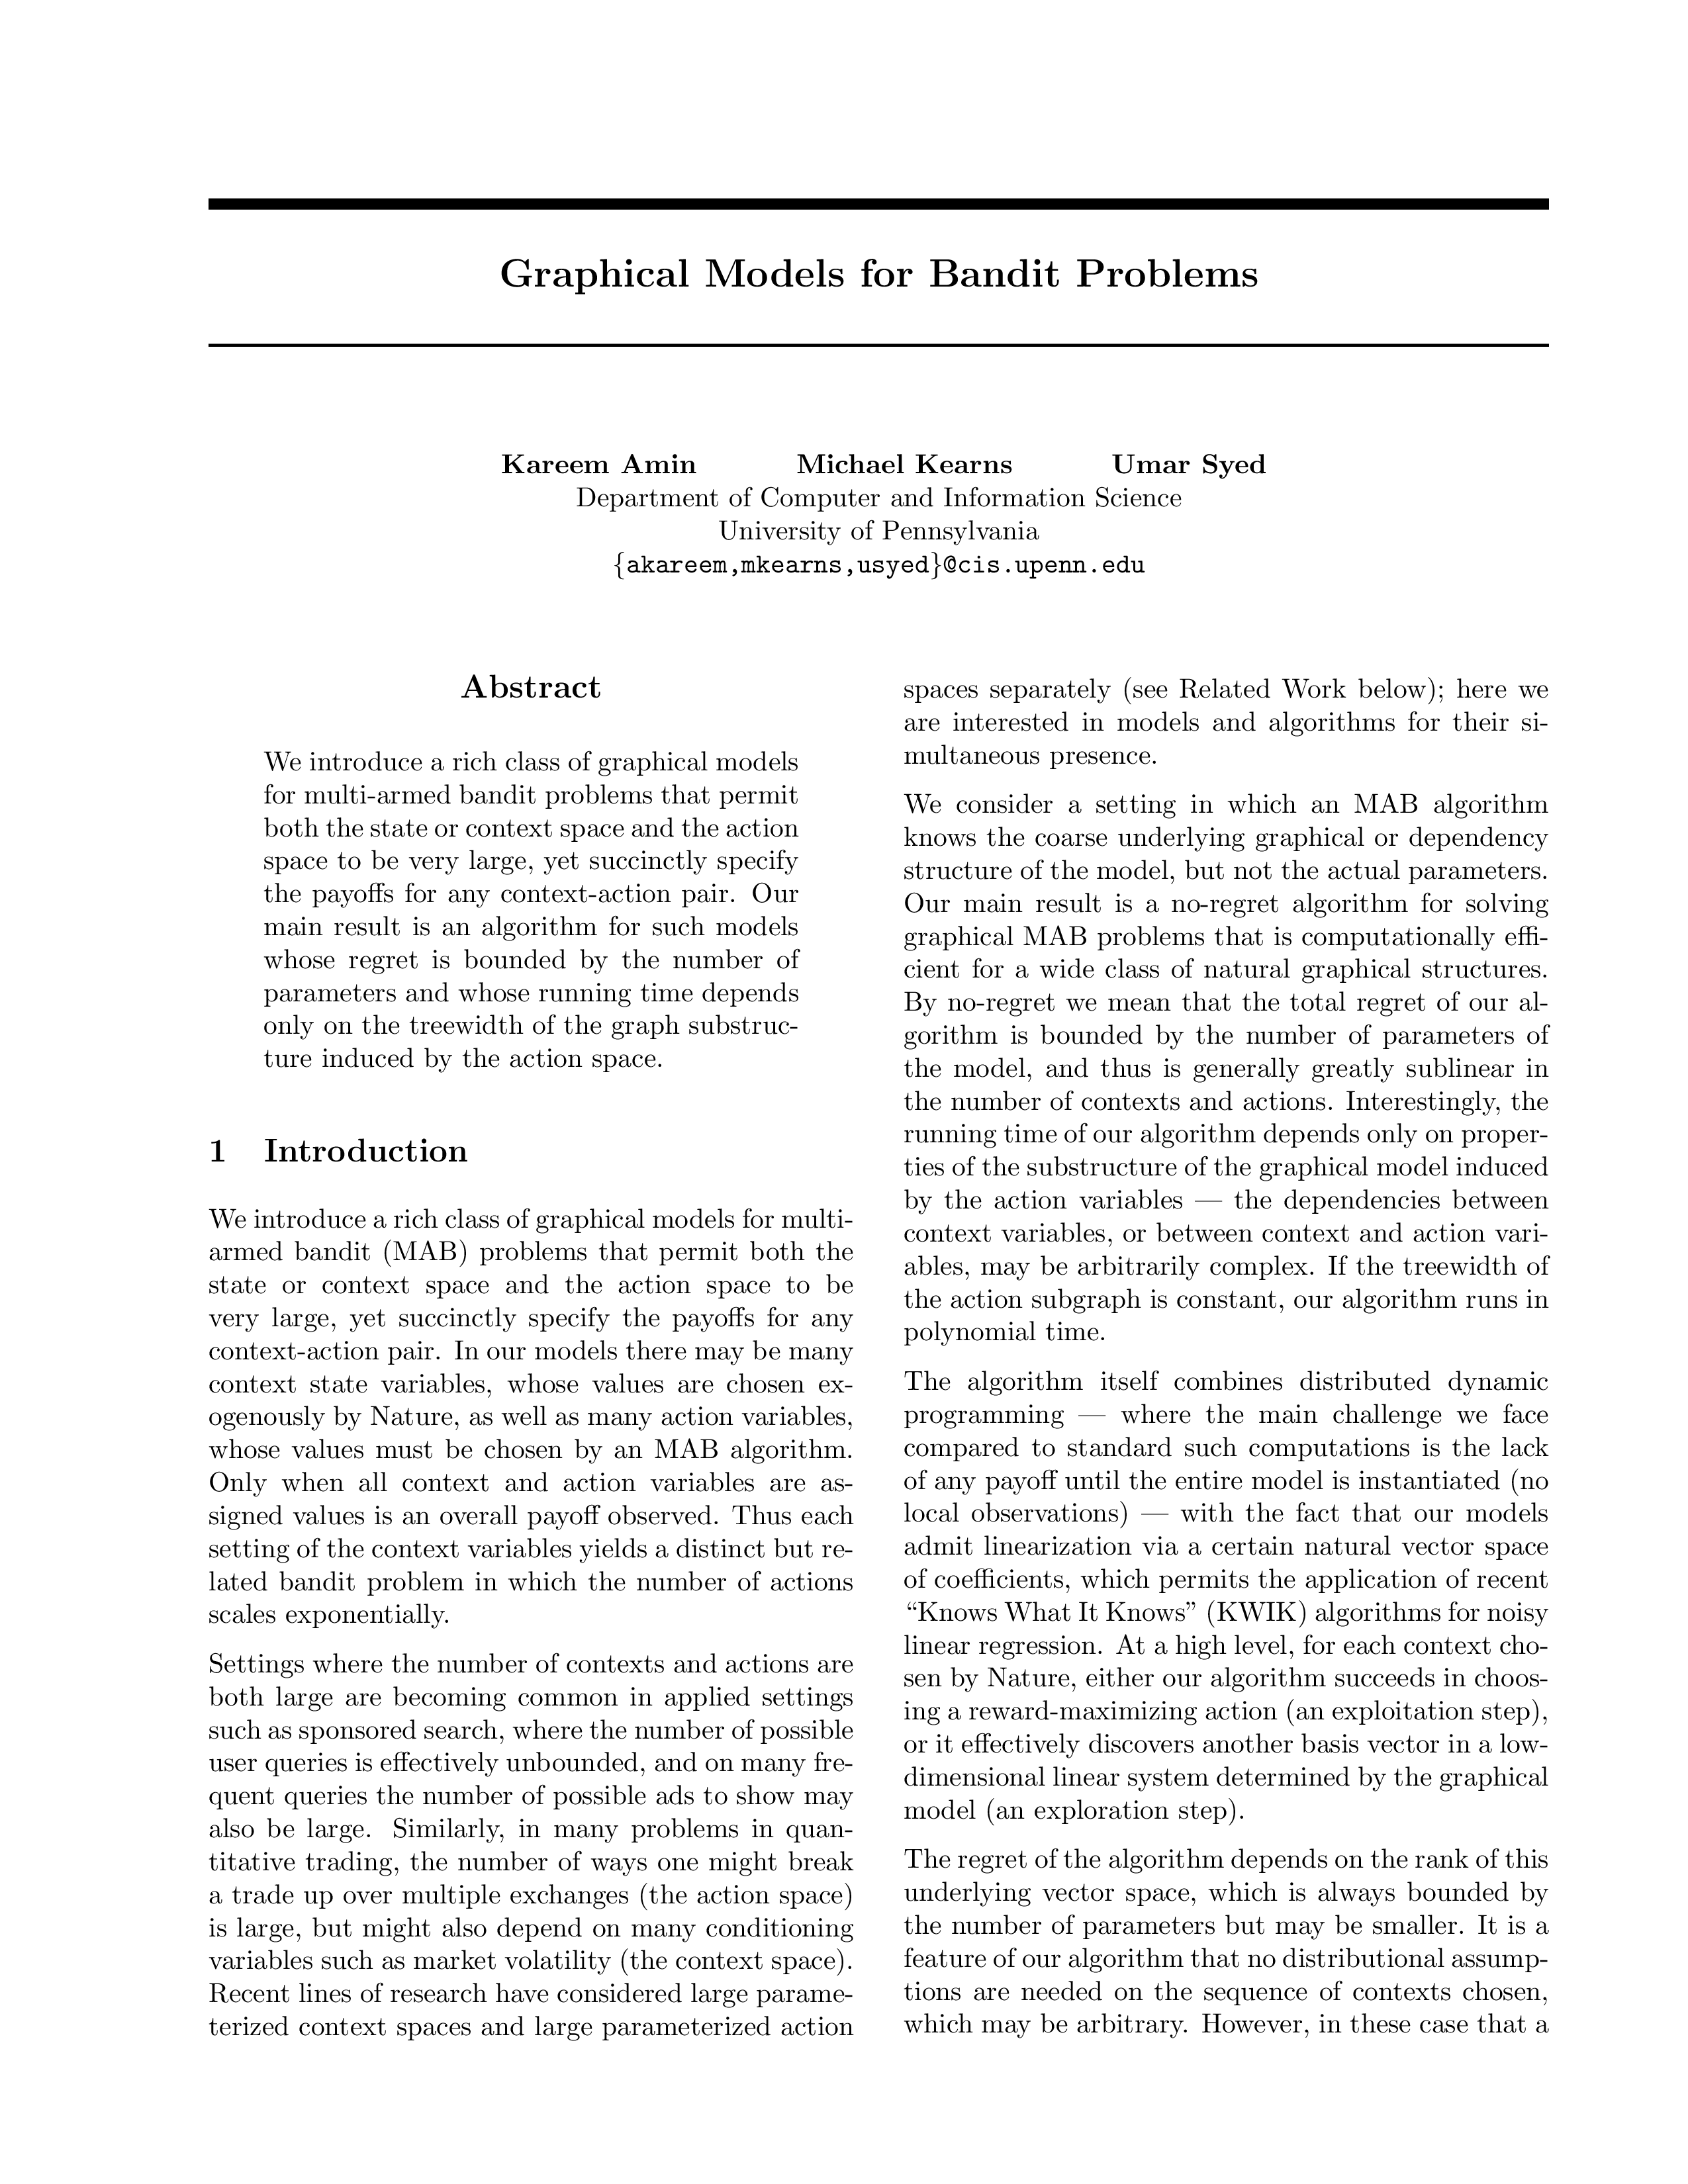 Graphical Models for Bandit Problems
Kareem Amin Michael Kearns Umar Syed
Department of Computer and Information Science
University of Pennsylvania
{akareem,mkearns,usyed}@cis.upenn.edu
Abstract
We introduce a rich class of graphical models
for multi-armed bandit problems that permit
both the state or context space and the action
space to be very large, yet succinctly specify
the payoffs for any context-action pair. Our
main result is an algorithm for such models
whose regret is bounded by the number of
parameters and whose running time depends
only on the treewidth of the graph substruc-
ture induced by the action space.
1 Introduction
We introduce a rich class of graphical models for multi-
armed bandit (MAB) problems that permit both the
state or context space and the action space to be
very large, yet succinctly specify the payoffs for any
context-action pair. In our models there may be many
context state variables, whose values are chosen ex-
ogenously by Nature, as well as many action variables,
whose values must be chosen by an MAB algorithm.
Only when all context and action variables are as-
signed values is an overall payoff observed. Thus each
setting of the context variables yields a distinct but re-
lated bandit problem in which the number of actions
scales exponentially.
Settings where the number of contexts and actions are
both large are becoming common in applied settings
such as sponsored search, where the number of possible
user queries is effectively unbounded, and on many fre-
quent queries the number of possible ads to show may
also be large. Similarly, in many problems in quan-
titative trading, the number of ways one might break
a trade up over multiple exchanges (the action space)
is large, but might also depend on many conditioning
variables such as market volatility (the context space).
Recent lines of research have considered large parame-
terized context spaces and large parameterized action
spaces separately (see Related Work below); here we
are interested in models and algorithms for their si-
multaneous presence.
We consider a setting in which an MAB algorithm
knows the coarse underlying graphical or dependency
structure of the model, but not the actual parameters.
Our main result is a no-regret algorithm for solving
graphical MAB problems that is computationally effi-
cient for a wide class of natural graphical structures.
By no-regret we mean that the total regret of our al-
gorithm is bounded by the number of parameters of
the model, and thus is generally greatly sublinear in
the number of contexts and actions. Interestingly, the
running time of our algorithm depends only on proper-
ties of the substructure of the graphical model induced
by the action variables — the dependencies between
context variables, or between context and action vari-
ables, may be arbitrarily complex. If the treewidth of
the action subgraph is constant, our algorithm runs in
polynomial time.
The algorithm itself combines distributed dynamic
programming — where the main challenge we face
compared to standard such computations is the lack
of any payoff until the entire model is instantiated (no
local observations) — with the fact that our models
admit linearization via a certain natural vector space
of coefficients, which permits the application of recent
“Knows What It Knows” (KWIK) algorithms for noisy
linear regression. At a high level, for each context cho-
sen by Nature, either our algorithm succeeds in choos-
ing a reward-maximizing action (an exploitation step),
or it effectively discovers another basis vector in a low-
dimensional linear system determined by the graphical
model (an exploration step).
The regret of the algorithm depends on the rank of this
underlying vector space, which is always bounded by
the number of parameters but may be smaller. It is a
feature of our algorithm that no distributional assump-
tions are needed on the sequence of contexts chosen,
which may be arbitrary. However, in these case that a